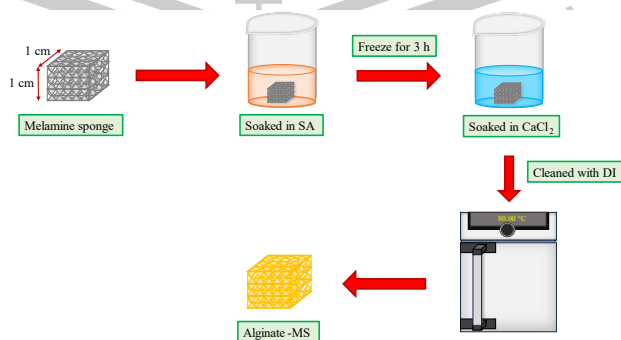 1 cm
1 cm
Melamine sponge
Soaked in SA
Freeze for 3 h
Soaked in CaCl₂
Cleaned with DI
80.00 °C
Alginate -MS